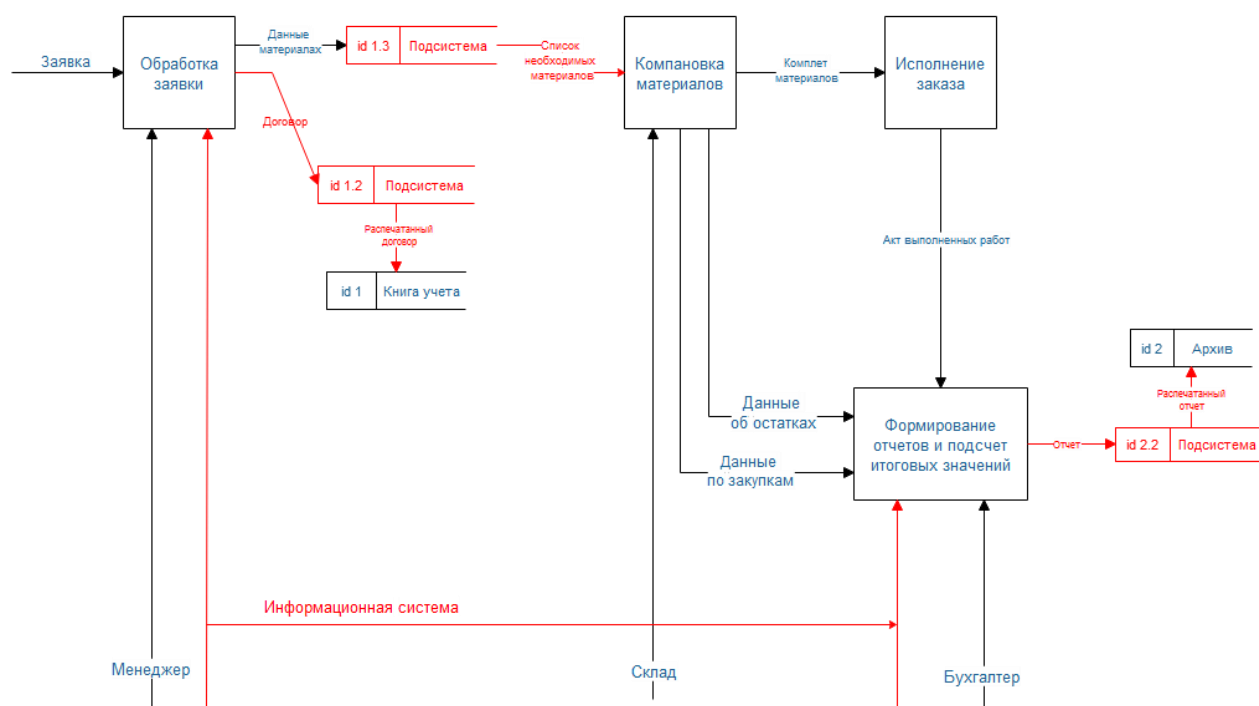 Заявка
Обработка
заявки
Данные
материалах
id 1.3
Подсистема
Список
необходимых
материалов
Компановка
материалов
Комплет
материалов
Исполнение
заказа
Договор
id 1.2
Подсистема
Распечатанный
договор
id 1
Книга учета
Акт выполненных работ
id 2
Архив
Распечатанный
отчет
Данные
об остатках
Данные
по закупкам
Формирование
отчетов и подсчет
итоговых значений
Отчет
id 2.2
Подсистема
Информационная система
Менеджер
Склад
Бухгалтер